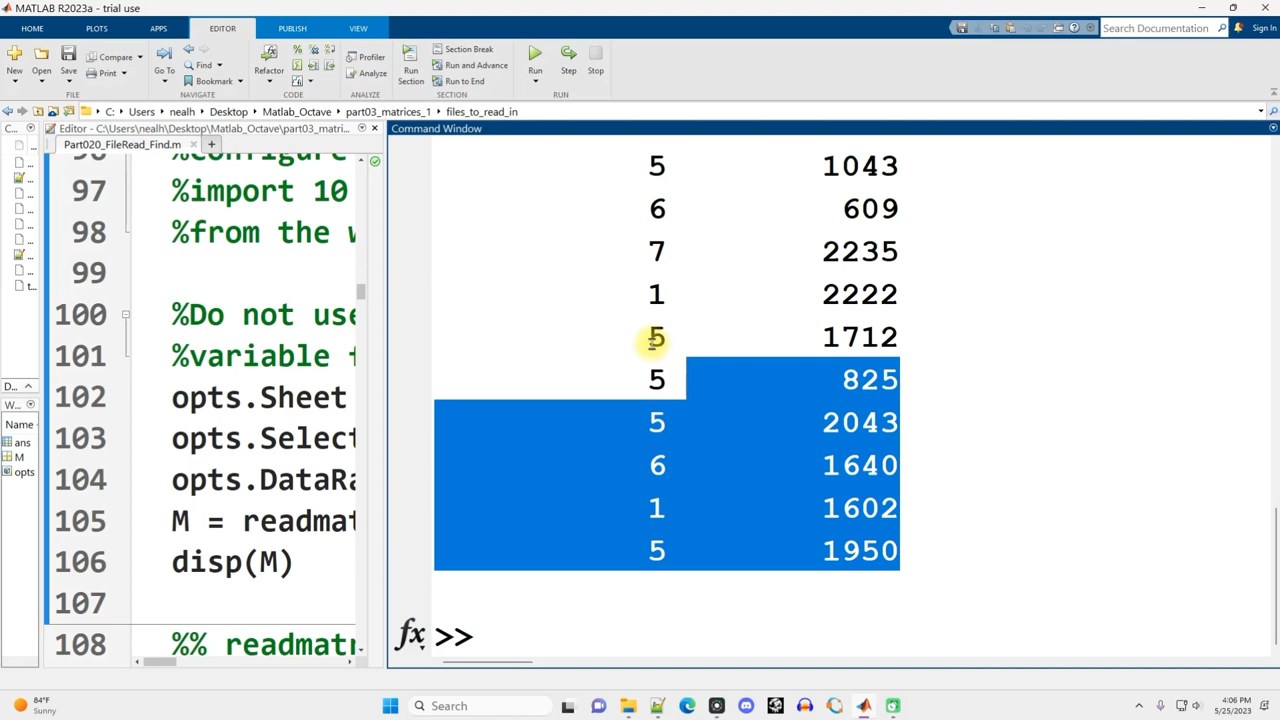 MATLAB R2023a - trial use
HOME PLOTS APPS EDITOR PUBLISH VIEW Search Documentation Sign In
New Open Save Compare Print Go To Find Bookmark Refactor Profiler Analyze Run Section Section Break Run and Advance Run to End Run Step Stop
FILE NAVIGATE CODE ANALYZE SECTION RUN
C: Users nealh Desktop Matlab_Octave part03_matrices_1 files_to_read_in
C... Editor - C:\Users\nealh\Desktop\Matlab_Octave\part03_matri... Command Window
Part020_FileRead_Find.m +
96 %Configure
97 %import 10
98 %from the w
99
100 %Do not use
101 %variable f
102 opts.Sheet
103 opts.Select
104 opts.DataRa
105 M = readmat
106 disp(M)
107
108 %% readmatr
D...
W...
Name
ans
M
opts
5 1043
6 609
7 2235
1 2222
5 1712
5 825
5 2043
6 1640
1 1602
5 1950
fx >>
84°F
Sunny
Search
4:06 PM
5/25/2023